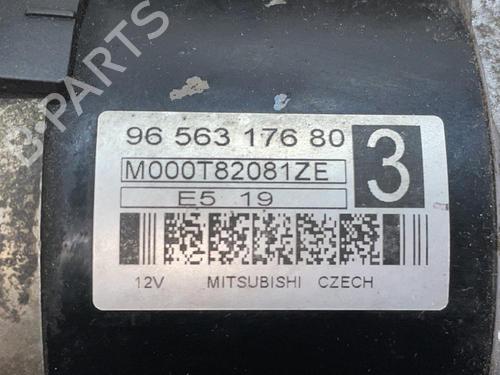 B-PARTS
96 563 176 80
3
M000T82081ZE
E5 19
12V MITSUBISHI CZECH